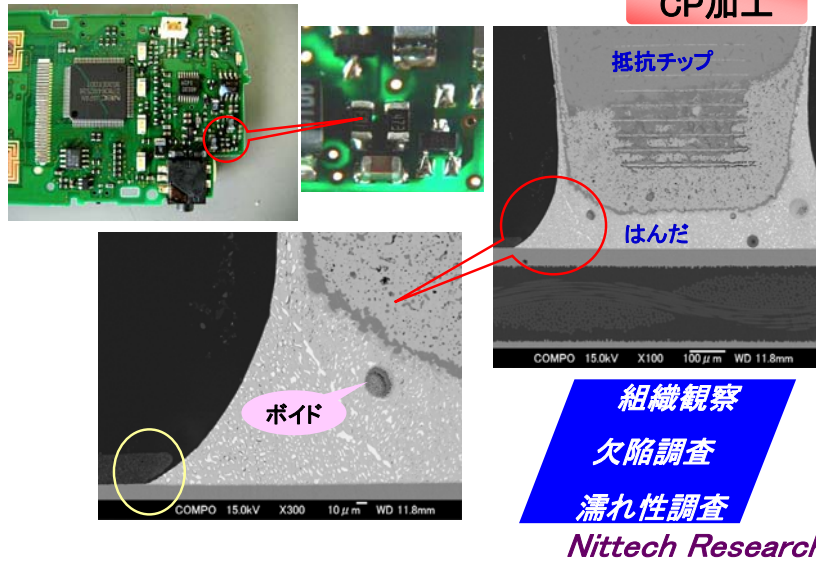 CP加工
抵抗チップ
はんだ
COMPO 15.0kV X100 100μm WD 11.8mm
ボイド
COMPO 15.0kV X300 10μm WD 11.8mm
組織観察
欠陥調査
濡れ性調査
Nittech Research